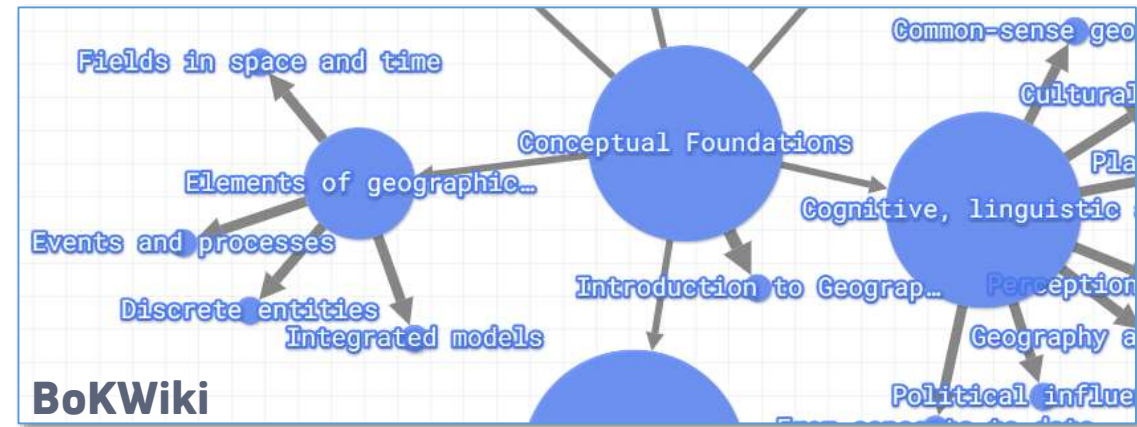 Common-sense geo
Fields in space and time
Cultural
Conceptual Foundations
Pla
Elements of geographic…
Cognitive, linguistic
Events and processes
Introduction to Geograp…
Perception
Discrete entities
Integrated models
Geography a
Political influe
BoKWiki